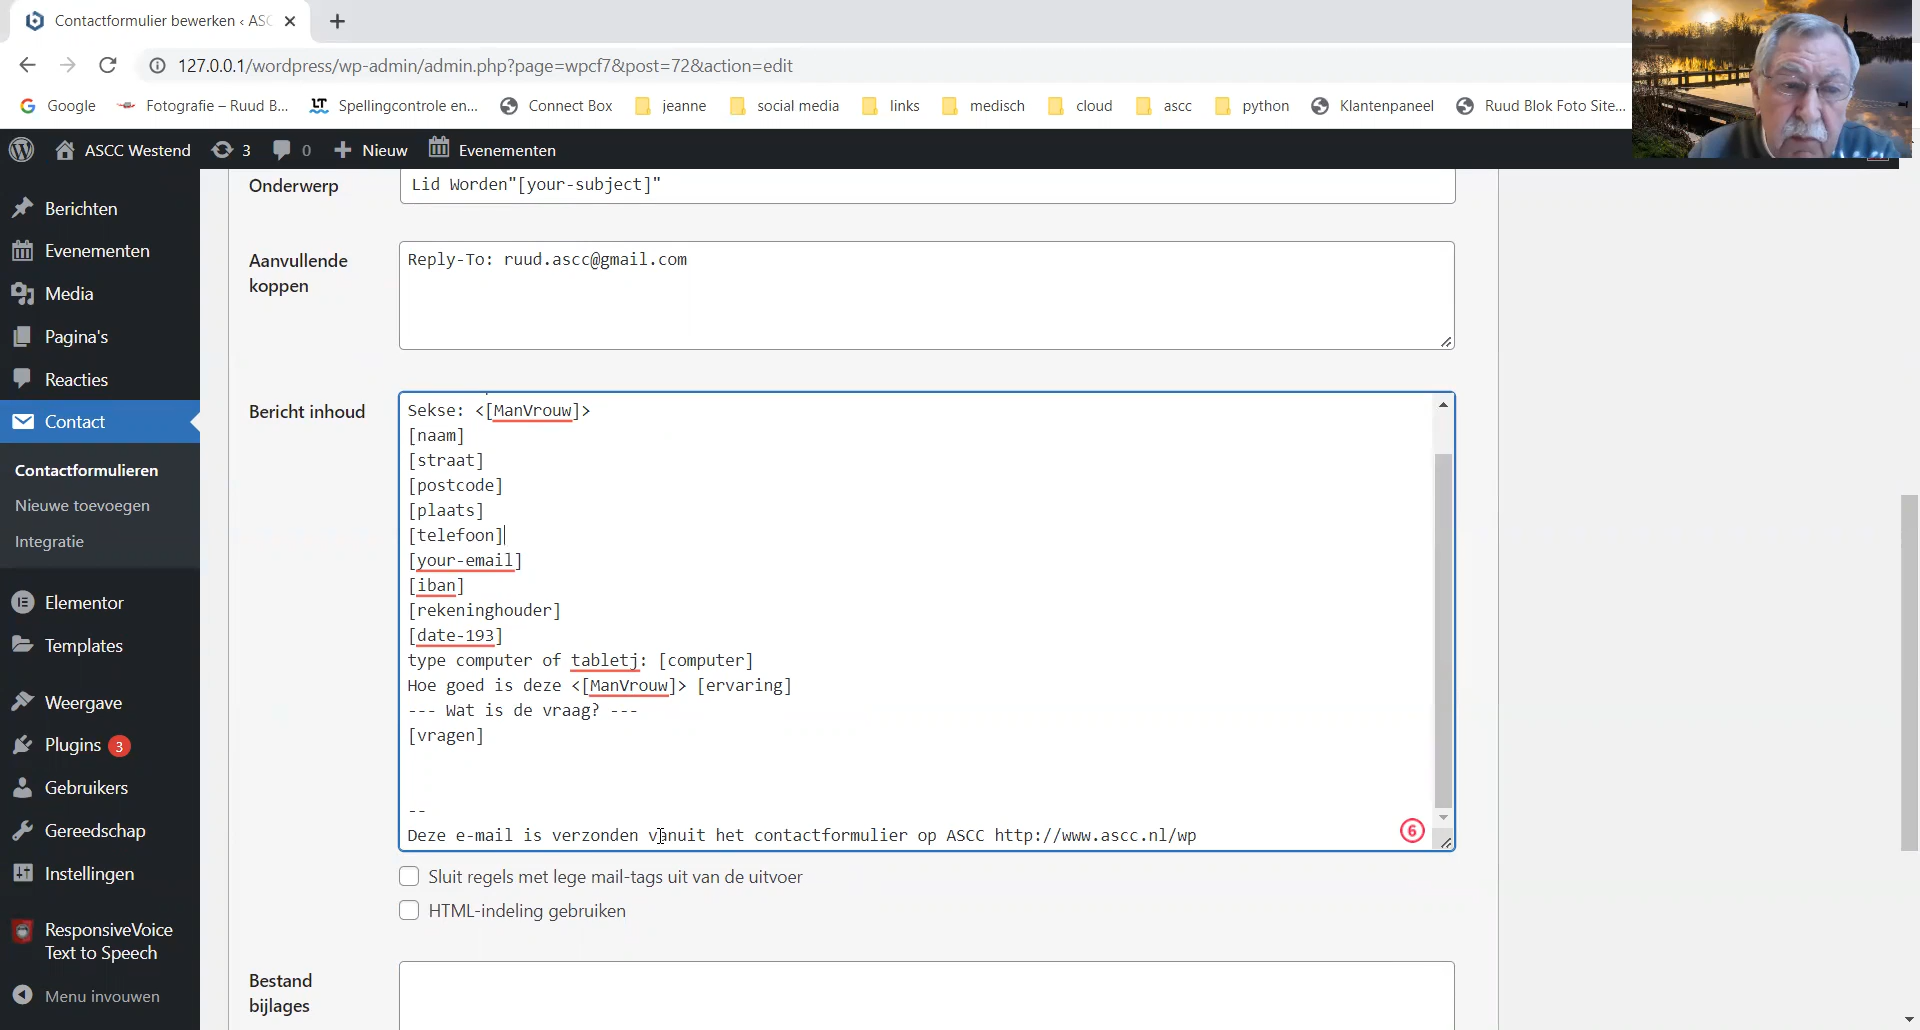 Contactformulier bewerken ‹ ASC
127.0.0.1/wordpress/wp-admin/admin.php?page=wpcf7&post=72&action=edit
Google Fotografie – Ruud B... LT Spellingcontrole en... Connect Box jeanne social media links medisch cloud ascc python Klantenpaneel Ruud Blok Foto Site...
ASCC Westend 3 0 Nieuw Evenementen
Berichten
Evenementen
Media
Pagina's
Reacties
Contact
Contactformulieren
Nieuwe toevoegen
Integratie
Elementor
Templates
Weergave
Plugins 3
Gebruikers
Gereedschap
Instellingen
ResponsiveVoice
Text to Speech
Menu invouwen
Onderwerp
Lid Worden"[your-subject]"
Aanvullende
koppen
Reply-To: ruud.ascc@gmail.com
Bericht inhoud
Sekse: <[ManVrouw]>
[naam]
[straat]
[postcode]
[plaats]
[telefoon]
[your-email]
[iban]
[rekeninghouder]
[date-193]
type computer of tabletj: [computer]
Hoe goed is deze <[ManVrouw]> [ervaring]
--- Wat is de vraag? ---
[vragen]
--
Deze e-mail is verzonden vanuit het contactformulier op ASCC http://www.ascc.nl/wp
6
Sluit regels met lege mail-tags uit van de uitvoer
HTML-indeling gebruiken
Bestand
bijlages